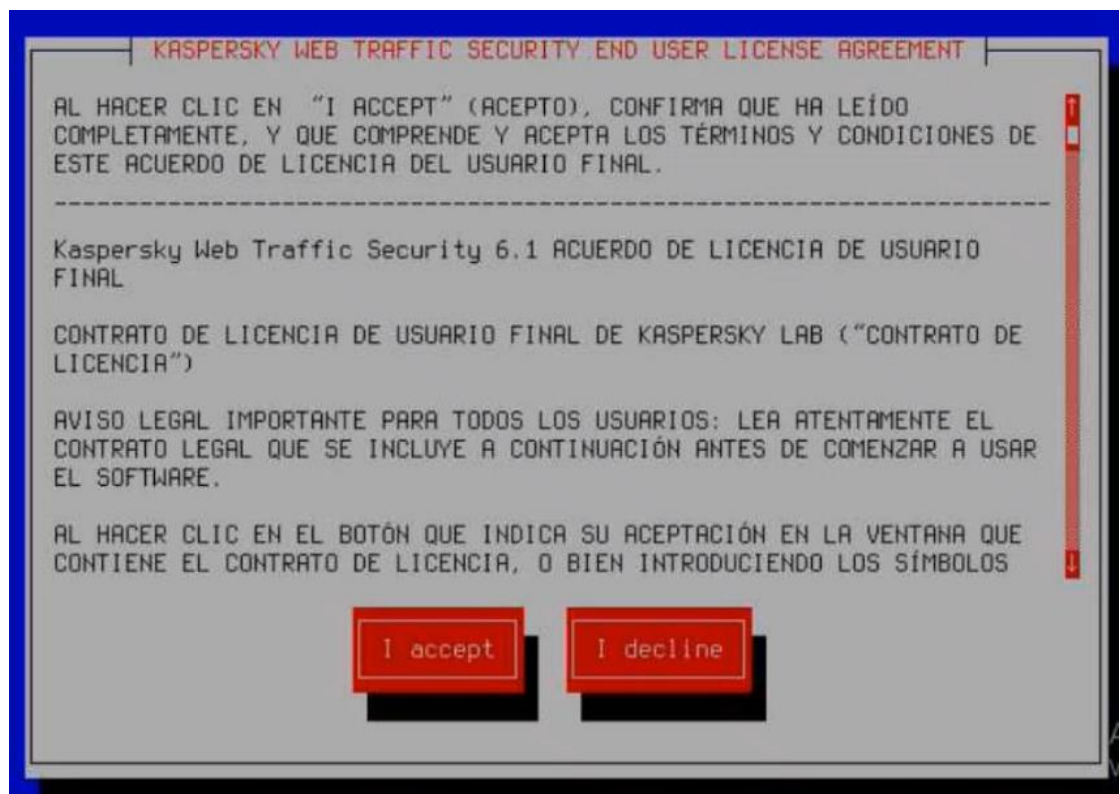 KASPERSKY WEB TRAFFIC SECURITY END USER LICENSE AGREEMENT
AL HACER CLIC EN “I ACCEPT” (ACEPTO), CONFIRMA QUE HA LEÍDO
COMPLETAMENTE, Y QUE COMPRENDE Y ACEPTA LOS TÉRMINOS Y CONDICIONES DE
ESTE ACUERDO DE LICENCIA DEL USUARIO FINAL.
----------------------------------------------------------------------
Kaspersky Web Traffic Security 6.1 ACUERDO DE LICENCIA DE USUARIO
FINAL
CONTRATO DE LICENCIA DE USUARIO FINAL DE KASPERSKY LAB (“CONTRATO DE
LICENCIA”)
AVISO LEGAL IMPORTANTE PARA TODOS LOS USUARIOS: LEA ATENTAMENTE EL
CONTRATO LEGAL QUE SE INCLUYE A CONTINUACIÓN ANTES DE COMENZAR A USAR
EL SOFTWARE.
AL HACER CLIC EN EL BOTÓN QUE INDICA SU ACEPTACIÓN EN LA VENTANA QUE
CONTIENE EL CONTRATO DE LICENCIA, O BIEN INTRODUCIENDO LOS SÍMBOLOS
I accept
I decline